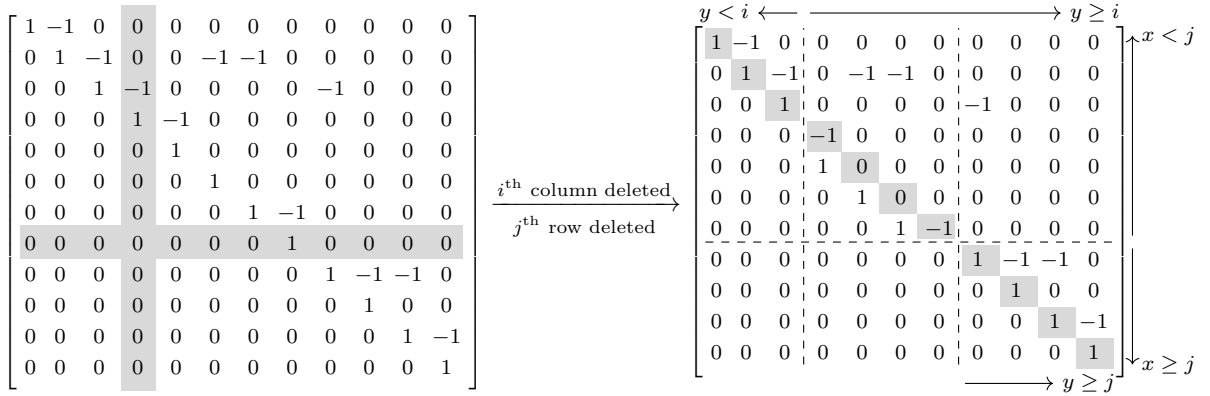 1 −1 0 0 0 0 0 0 0 0 0 0
0 1 −1 0 0 −1 −1 0 0 0 0 0
0 0 1 −1 0 0 0 0 −1 0 0 0
0 0 0 1 −1 0 0 0 0 0 0 0
0 0 0 0 1 0 0 0 0 0 0 0
0 0 0 0 0 1 0 0 0 0 0 0
0 0 0 0 0 0 1 −1 0 0 0 0
0 0 0 0 0 0 0 1 0 0 0 0
0 0 0 0 0 0 0 0 1 −1 −1 0
0 0 0 0 0 0 0 0 0 1 0 0
0 0 0 0 0 0 0 0 0 0 1 −1
0 0 0 0 0 0 0 0 0 0 0 1
i^th column deleted
j^th row deleted
y < i y ≥ i
1 −1 0 0 0 0 0 0 0 0 0
0 1 −1 0 −1 −1 0 0 0 0 0
0 0 1 0 0 0 0 −1 0 0 0
0 0 0 −1 0 0 0 0 0 0 0
0 0 0 1 0 0 0 0 0 0 0
0 0 0 0 1 0 0 0 0 0 0
0 0 0 0 0 1 −1 0 0 0 0
0 0 0 0 0 0 0 1 −1 −1 0
0 0 0 0 0 0 0 0 1 0 0
0 0 0 0 0 0 0 0 0 1 −1
0 0 0 0 0 0 0 0 0 0 1
x < j
x ≥ j
y ≥ j